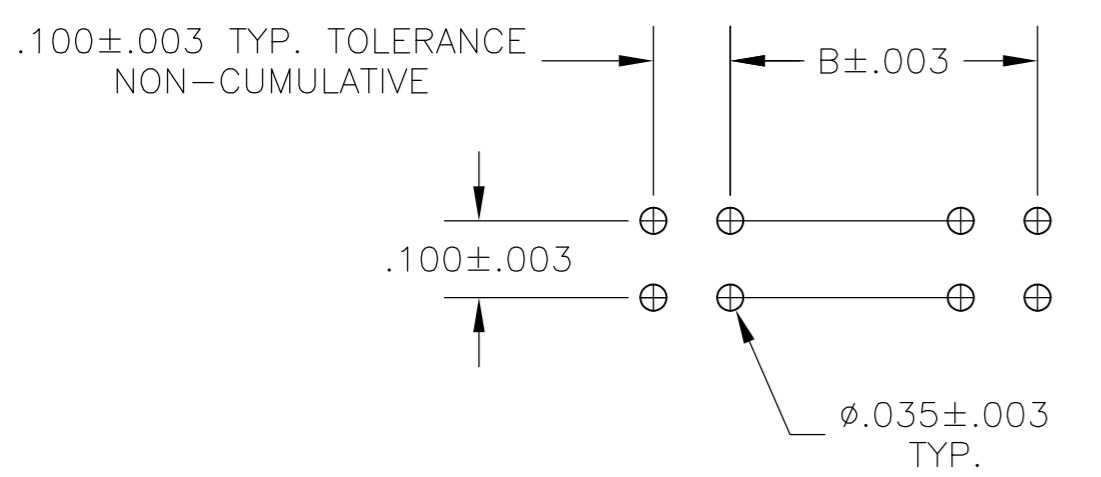 .100±.003 TYP. TOLERANCE
NON-CUMULATIVE
B±.003
.100±.003
ø.035±.003
TYP.